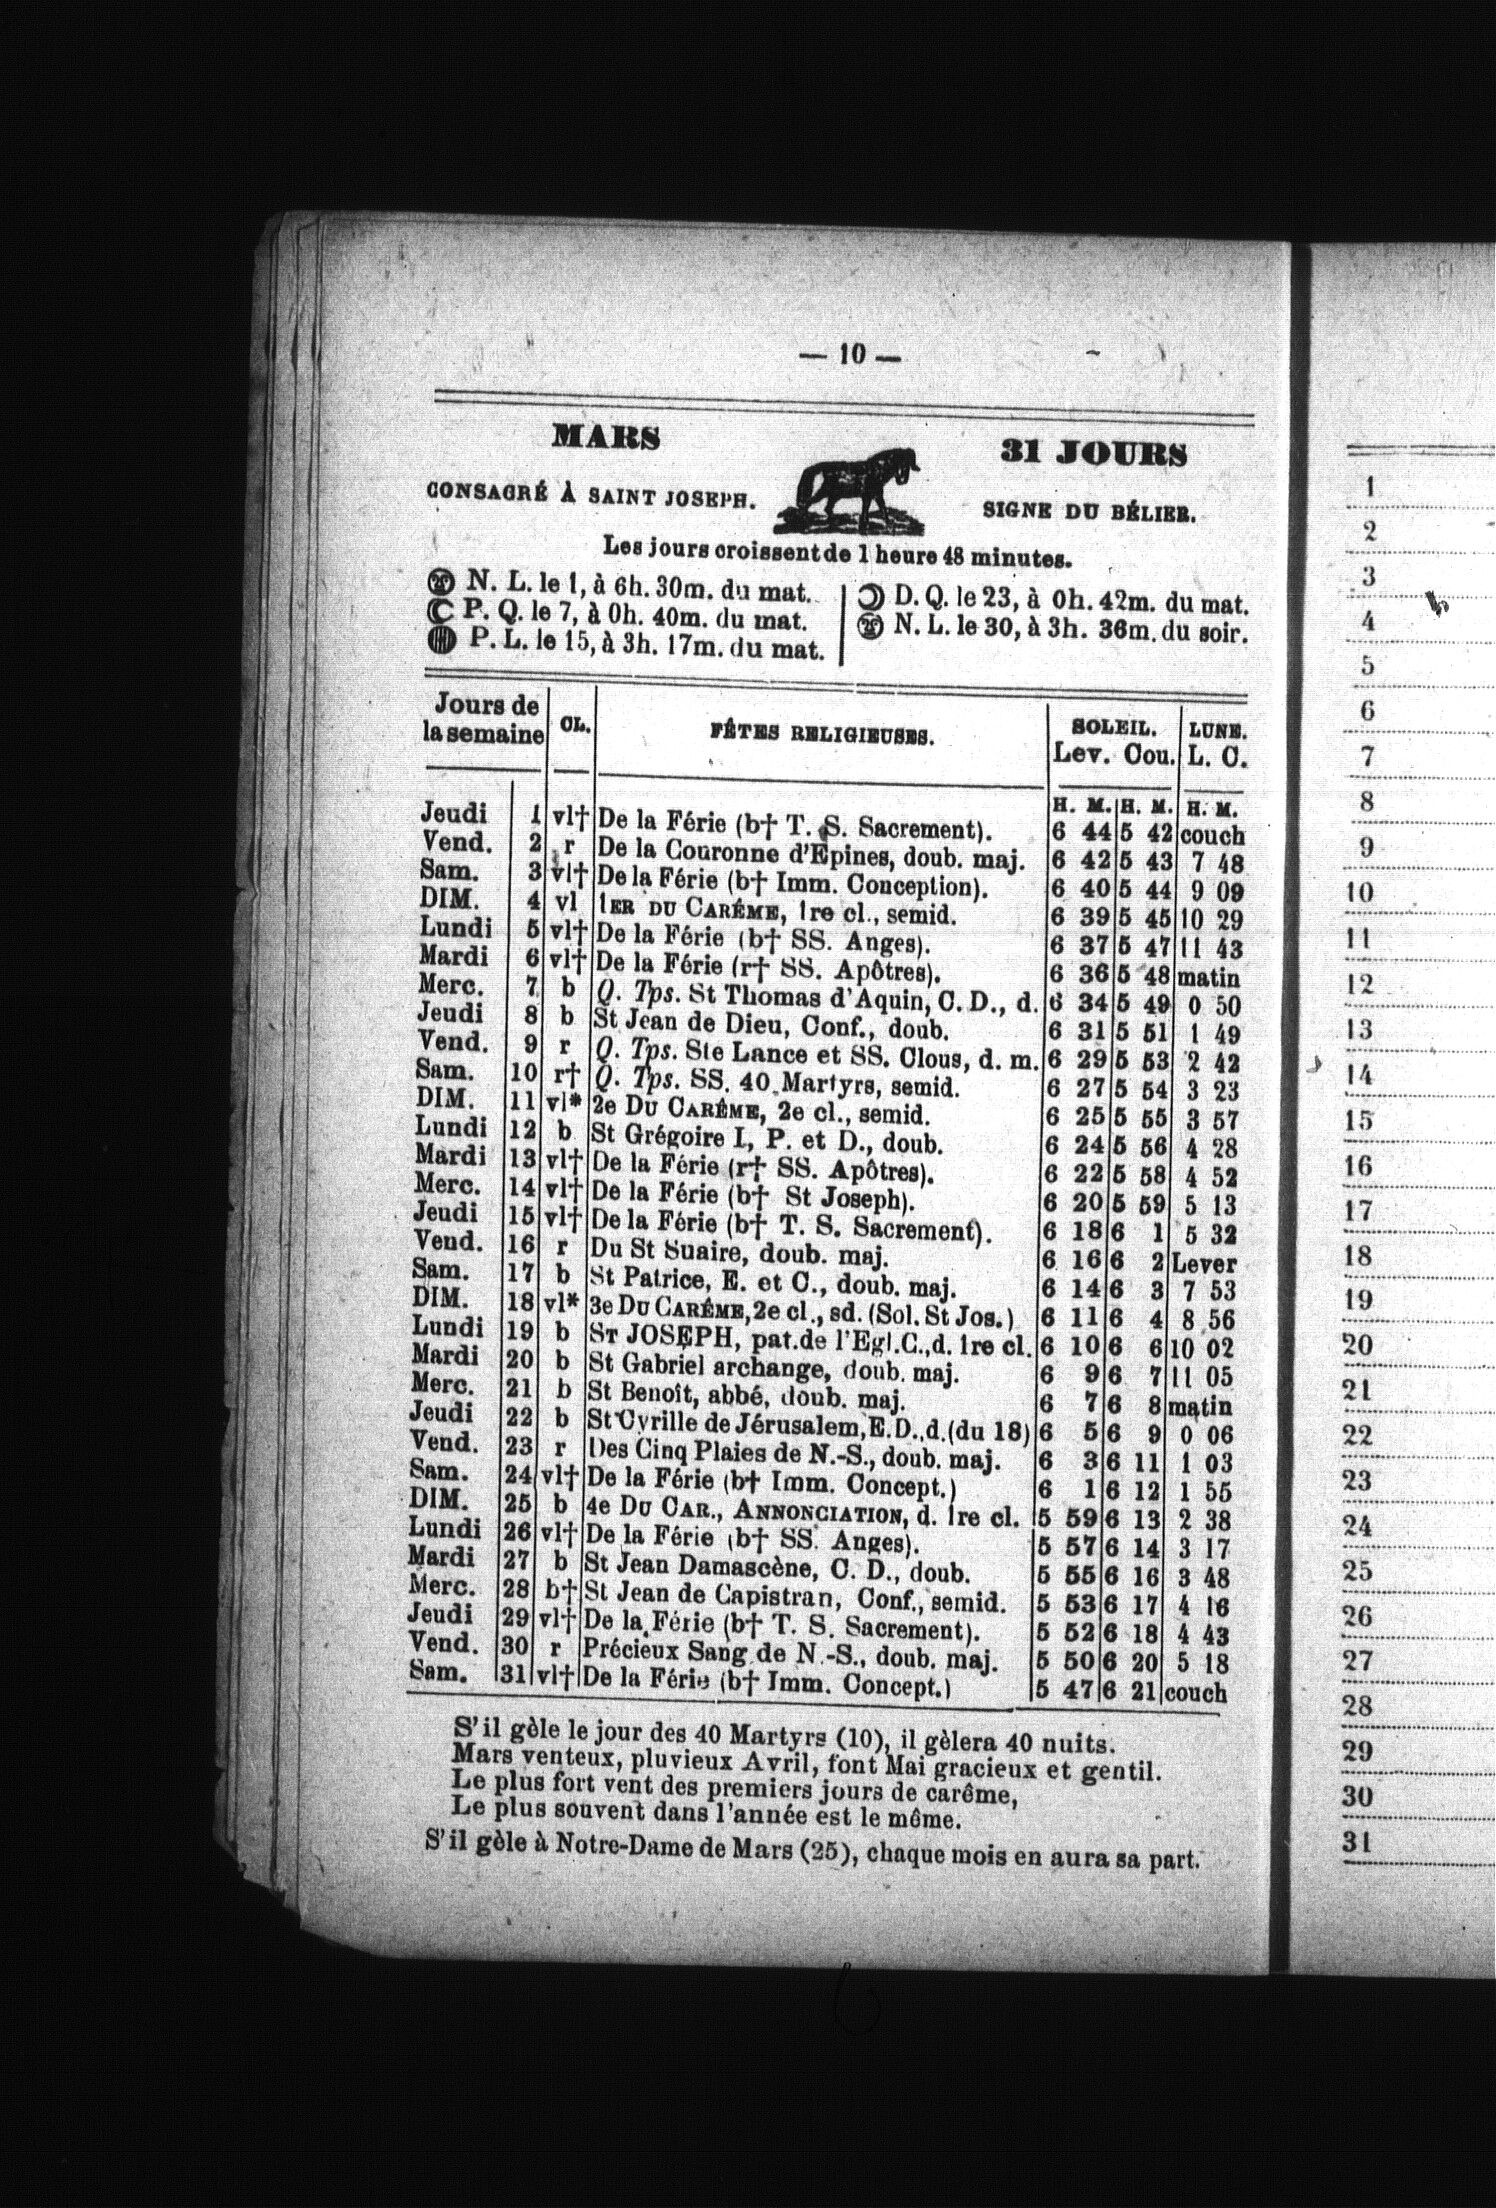 — 10 —
MARS
31 JOURS
CONSACRÉ À SAINT JOSEPH.
SIGNE DU BÉLIER.
Les jours croissent de 1 heure 48 minutes.
N. L. le 1, à 6h. 30m. du mat.
P. Q. le 7, à 0h. 40m. du mat.
P. L. le 15, à 3h. 17m. du mat.
D. Q. le 23, à 0h. 42m. du mat.
N. L. le 30, à 3h. 36m. du soir.
Jours de la semaine CL. FÊTES RELIGIEUSES. SOLEIL. Lev. Cou. LUNE. L. C.
H. M. H. M. H. M.
Jeudi 1 vl† De la Férie (b† T. S. Sacrement). 6 44 5 42 couch
Vend. 2 r De la Couronne d'Epines, doub. maj. 6 42 5 43 7 48
Sam. 3 vl† De la Férie (b† Imm. Conception). 6 40 5 44 9 09
DIM. 4 vl 1ER DU CARÊME, 1re cl., semid. 6 39 5 45 10 29
Lundi 5 vl† De la Férie (b† SS. Anges). 6 37 5 47 11 43
Mardi 6 vl† De la Férie (r† SS. Apôtres). 6 36 5 48 matin
Merc. 7 b Q. Tps. St Thomas d'Aquin, C. D., d. 6 34 5 49 0 50
Jeudi 8 b St Jean de Dieu, Conf., doub. 6 31 5 51 1 49
Vend. 9 r Q. Tps. Ste Lance et SS. Clous, d. m. 6 29 5 53 2 42
Sam. 10 r† Q. Tps. SS. 40 Martyrs, semid. 6 27 5 54 3 23
DIM. 11 vl* 2e DU CARÊME, 2e cl., semid. 6 25 5 55 3 57
Lundi 12 b St Grégoire I, P. et D., doub. 6 24 5 56 4 28
Mardi 13 vl† De la Férie (r† SS. Apôtres). 6 22 5 58 4 52
Merc. 14 vl† De la Férie (b† St Joseph). 6 20 5 59 5 13
Jeudi 15 vl† De la Férie (b† T. S. Sacrement). 6 18 6 1 5 32
Vend. 16 r Du St Suaire, doub. maj. 6 16 6 2 Lever
Sam. 17 b St Patrice, E. et C., doub. maj. 6 14 6 3 7 53
DIM. 18 vl* 3e DU CARÊME, 2e cl., sd. (Sol. St Jos.) 6 11 6 4 8 56
Lundi 19 b ST JOSEPH, pat. de l'Egl. C., d. 1re cl. 6 10 6 6 10 02
Mardi 20 b St Gabriel archange, doub. maj. 6 9 6 7 11 05
Merc. 21 b St Benoît, abbé, doub. maj. 6 7 6 8 matin
Jeudi 22 b St Cyrille de Jérusalem, E. D., d. (du 18) 6 5 6 9 0 06
Vend. 23 r Des Cinq Plaies de N.-S., doub. maj. 6 3 6 11 1 03
Sam. 24 vl† De la Férie (b† Imm. Concept.) 6 1 6 12 1 55
DIM. 25 b 4e DU CAR., ANNONCIATION, d. 1re cl. 5 59 6 13 2 38
Lundi 26 vl† De la Férie (b† SS. Anges). 5 57 6 14 3 17
Mardi 27 b St Jean Damascène, C. D., doub. 5 55 6 16 3 48
Merc. 28 b† St Jean de Capistran, Conf., semid. 5 53 6 17 4 16
Jeudi 29 vl† De la Férie (b† T. S. Sacrement). 5 52 6 18 4 43
Vend. 30 r Précieux Sang de N.-S., doub. maj. 5 50 6 20 5 18
Sam. 31 vl† De la Férie (b† Imm. Concept.) 5 47 6 21 couch
S'il gèle le jour des 40 Martyrs (10), il gèlera 40 nuits.
Mars venteux, pluvieux Avril, font Mai gracieux et gentil.
Le plus fort vent des premiers jours de carême,
Le plus souvent dans l'année est le même.
S'il gèle à Notre-Dame de Mars (25), chaque mois en aura sa part.
1
2
3
4
5
6
7
8
9
10
11
12
13
14
15
16
17
18
19
20
21
22
23
24
25
26
27
28
29
30
31